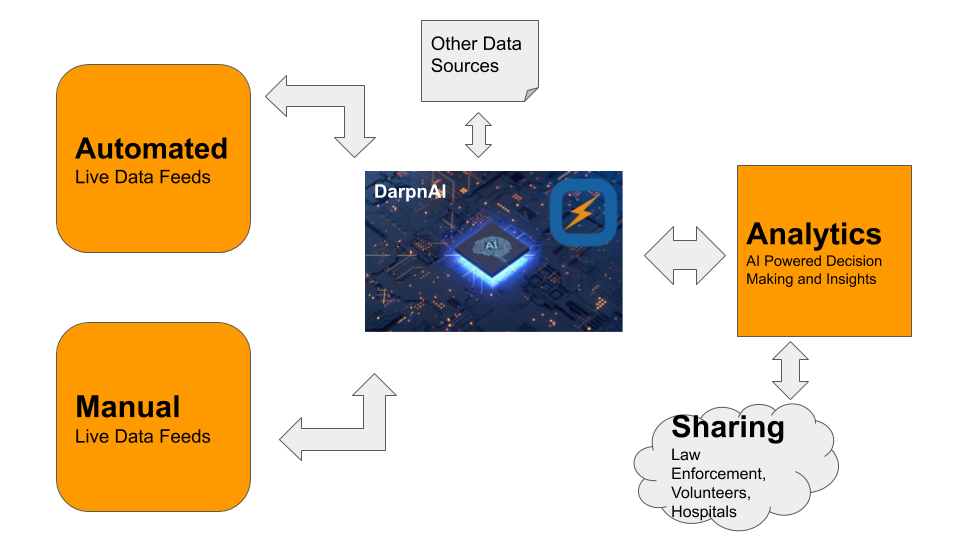 Other Data
Sources
Automated
Live Data Feeds
DarpnAI
AI
Analytics
AI Powered Decision
Making and Insights
Manual
Live Data Feeds
Sharing
Law
Enforcement,
Volunteers,
Hospitals